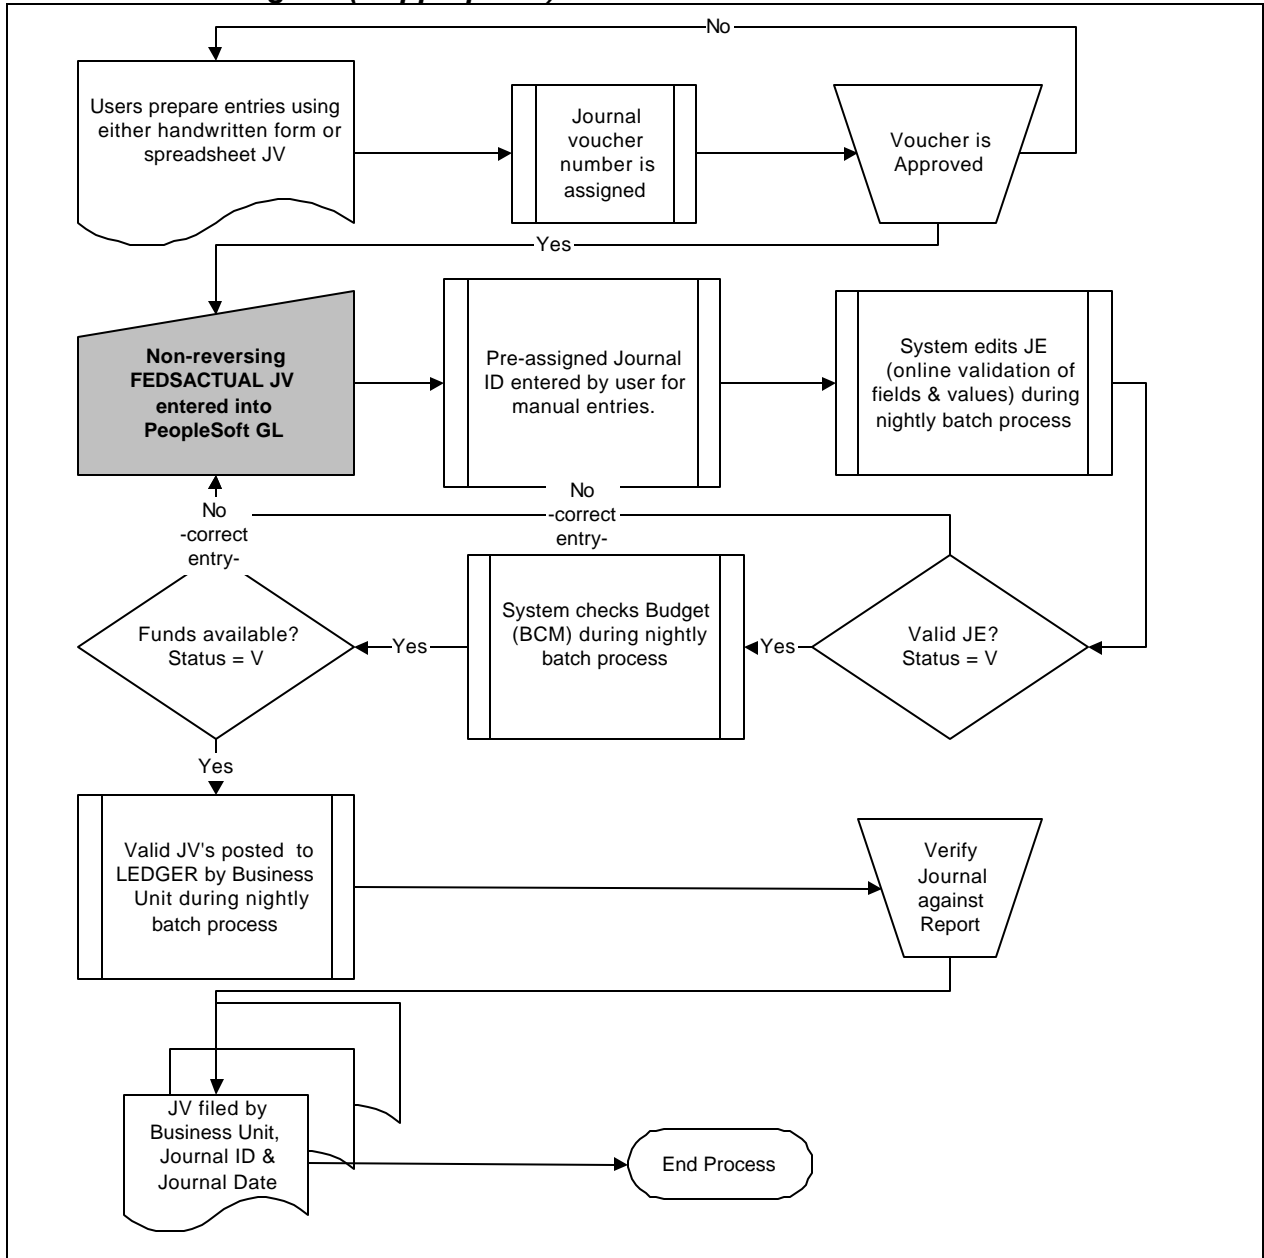 No
Users prepare entries using
either handwritten form or
spreadsheet JV
Journal
voucher
number is
assigned
Voucher is
Approved
Yes
Non-reversing
FEDSACTUAL JV
entered into
PeopleSoft GL
Pre-assigned Journal
ID entered by user for
manual entries.
System edits JE
(online validation of
fields & values) during
nightly batch process
No
-correct
entry-
No
-correct
entry-
Funds available?
Status = V
Yes
System checks Budget
(BCM) during nightly
batch process
Yes
Valid JE?
Status = V
Yes
Valid JV's posted to
LEDGER by Business
Unit during nightly
batch process
Verify
Journal
against
Report
JV filed by
Business Unit,
Journal ID &
Journal Date
End Process